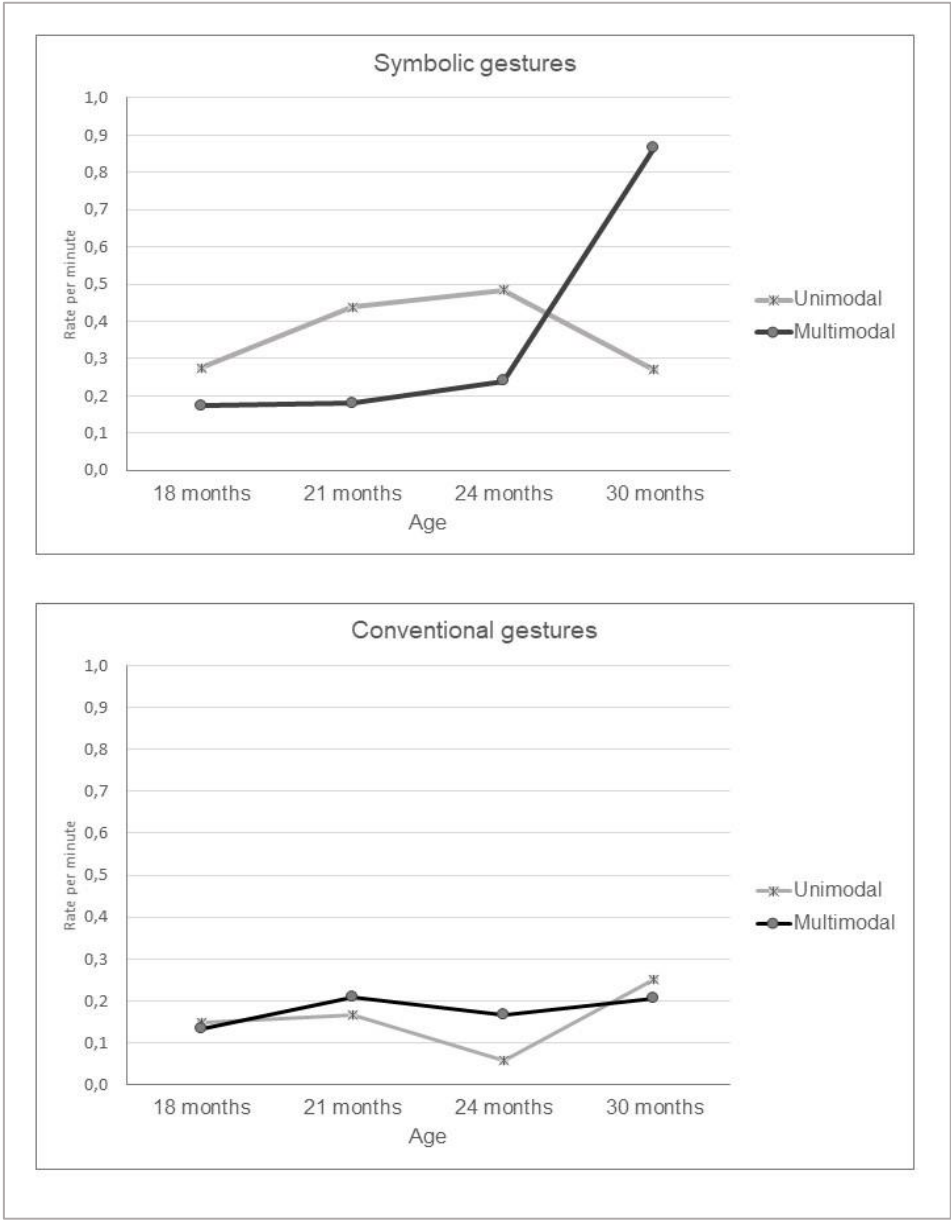 Symbolic gestures
1,0
0,9
0,8
0,7
0,6
0,5
0,4
0,3
0,2
0,1
0,0
Rate per minute
18 months 21 months 24 months 30 months
Age
Unimodal
Multimodal
Conventional gestures
1,0
0,9
0,8
0,7
0,6
0,5
0,4
0,3
0,2
0,1
0,0
Rate per minute
18 months 21 months 24 months 30 months
Age
Unimodal
Multimodal